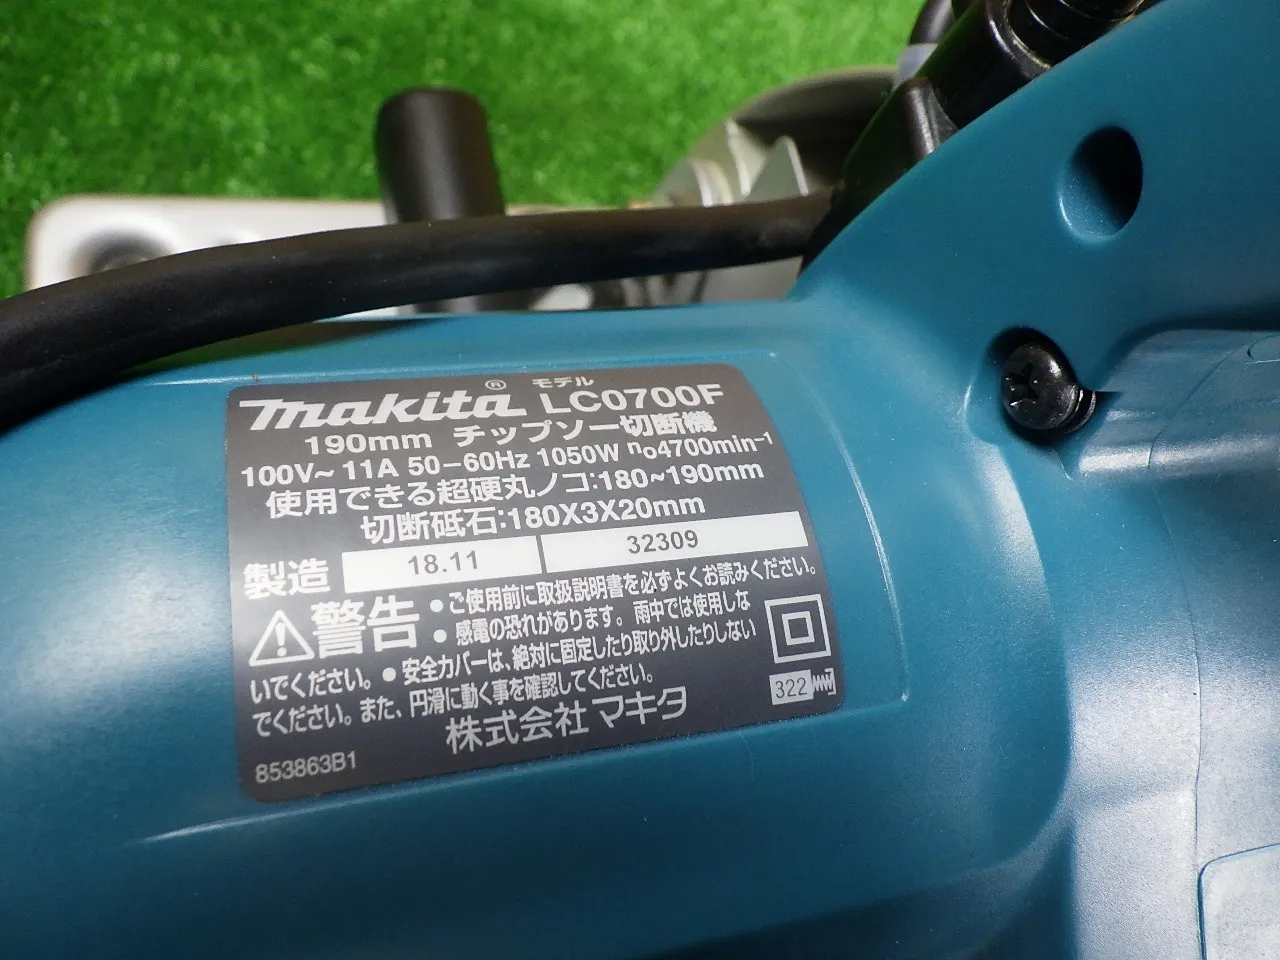 makita® モデル LC0700F
190mm チップソー切断機
100V~ 11A 50-60Hz 1050W n₀4700min⁻¹
使用できる超硬丸ノコ:180~190mm
切断砥石:180X3X20mm
製造 18.11 32309
警告 ●ご使用前に取扱説明書を必ずよくお読みください。
●感電の恐れがあります。雨中では使用しな
いでください。●安全カバーは、絶対に固定したり取り外したりしない
でください。また、円滑に動く事を確認してください。
322
株式会社マキタ
853863B1